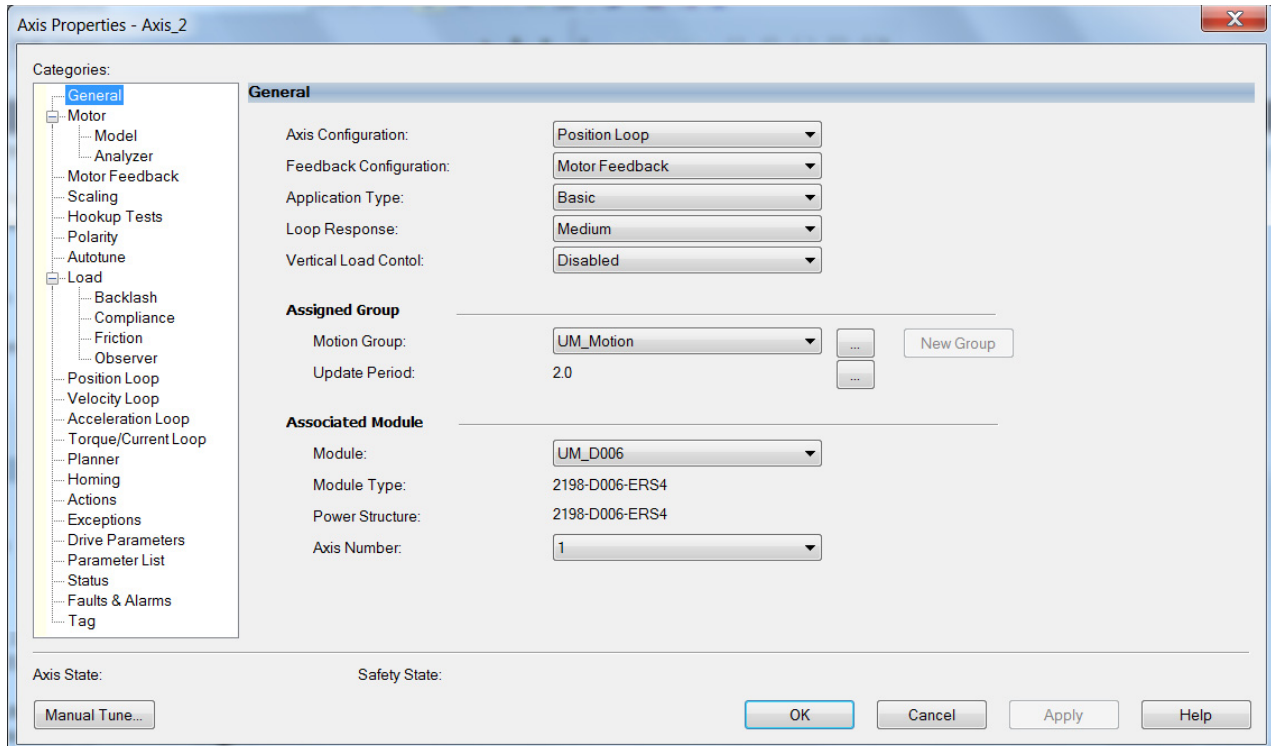 Axis Properties - Axis_2
X
Categories:
General
Motor
Model
Analyzer
Motor Feedback
Scaling
Hookup Tests
Polarity
Autotune
Load
Backlash
Compliance
Friction
Observer
Position Loop
Velocity Loop
Acceleration Loop
Torque/Current Loop
Planner
Homing
Actions
Exceptions
Drive Parameters
Parameter List
Status
Faults & Alarms
Tag
General
Axis Configuration: Position Loop
Feedback Configuration: Motor Feedback
Application Type: Basic
Loop Response: Medium
Vertical Load Contol: Disabled
Assigned Group
Motion Group: UM_Motion ... New Group
Update Period: 2.0 ...
Associated Module
Module: UM_D006
Module Type: 2198-D006-ERS4
Power Structure: 2198-D006-ERS4
Axis Number: 1
Axis State: Safety State:
Manual Tune... OK Cancel Apply Help